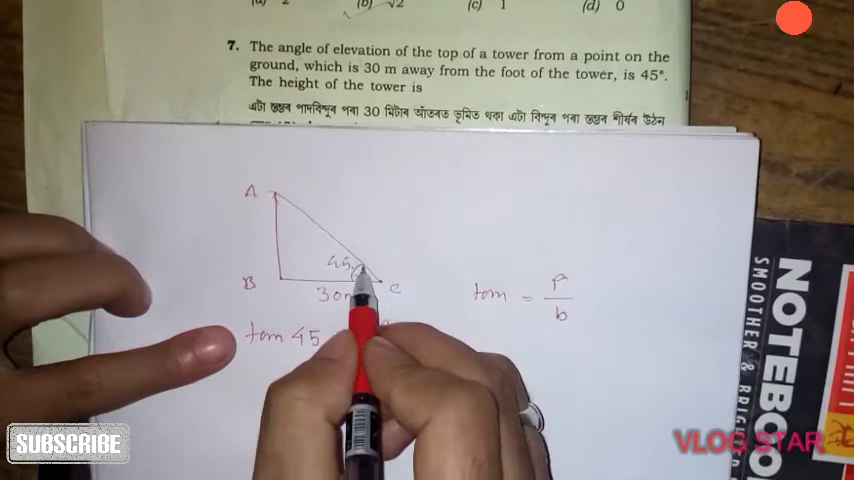 (a) 2 (b) √2 (c) 1 (d) 0
7. The angle of elevation of the top of a tower from a point on the
ground, which is 30 m away from the foot of the tower, is 45°.
The height of the tower is
এটা স্তম্ভৰ পাদবিন্দুৰ পৰা 30 মিটাৰ আঁতৰত ভূমিত থকা এটা বিন্দুৰ পৰা স্তম্ভৰ শীৰ্ষৰ উঠন
A
45
B
30m
C
tan = P/b
tan 45
NOTEBOO
SMOOTHER & BRIGH
SUBSCRIBE
VLOG STAR